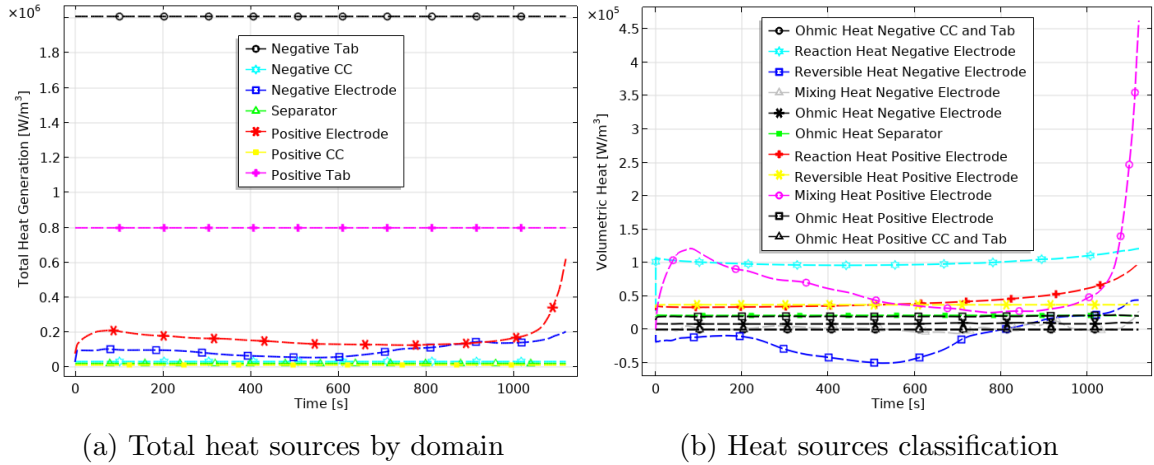 ×10⁶
Total Heat Generation [W/m³]
1.8
1.6
1.4
1.2
1
0.8
0.6
0.4
0.2
0
0
200
400
600
800
1000
Time [s]
Negative Tab
Negative CC
Negative Electrode
Separator
Positive Electrode
Positive CC
Positive Tab
(a) Total heat sources by domain
×10⁵
Volumetric Heat [W/m³]
4.5
4
3.5
3
2.5
2
1.5
1
0.5
0
-0.5
0
200
400
600
800
1000
Time [s]
Ohmic Heat Negative CC and Tab
Reaction Heat Negative Electrode
Reversible Heat Negative Electrode
Mixing Heat Negative Electrode
Ohmic Heat Negative Electrode
Ohmic Heat Separator
Reaction Heat Positive Electrode
Reversible Heat Positive Electrode
Mixing Heat Positive Electrode
Ohmic Heat Positive Electrode
Ohmic Heat Positive CC and Tab
(b) Heat sources classification